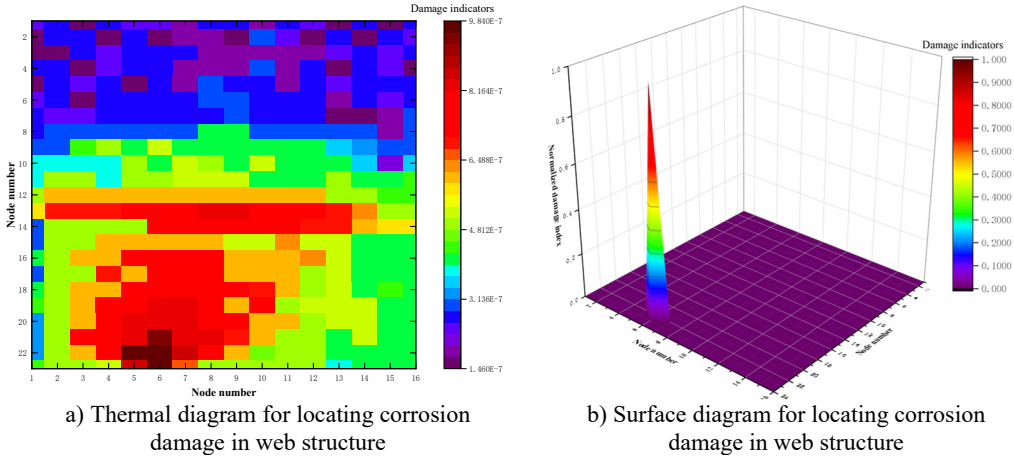 Damage indicators
9.840E-7
8.164E-7
6.488E-7
4.812E-7
3.136E-7
1.460E-7
Node number
2
4
6
8
10
12
14
16
18
20
22
1 2 3 4 5 6 7 8 9 10 11 12 13 14 15 16
Node number
a) Thermal diagram for locating corrosion
damage in web structure
Damage indicators
1.000
0.9000
0.8000
0.7000
0.6000
0.5000
0.4000
0.3000
0.2000
0.1000
0.000
Normalized damage index
1.0
0.8
0.6
0.4
0.2
0.0
Node number
Node number
b) Surface diagram for locating corrosion
damage in web structure